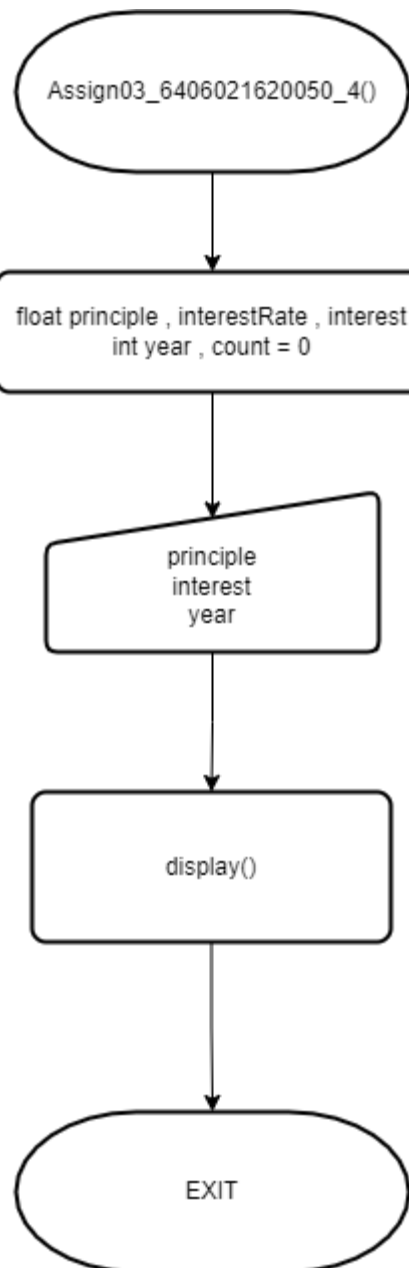 Assign03_6406021620050_4()
float principle , interestRate , interest
int year , count = 0
principle
interest
year
display()
EXIT